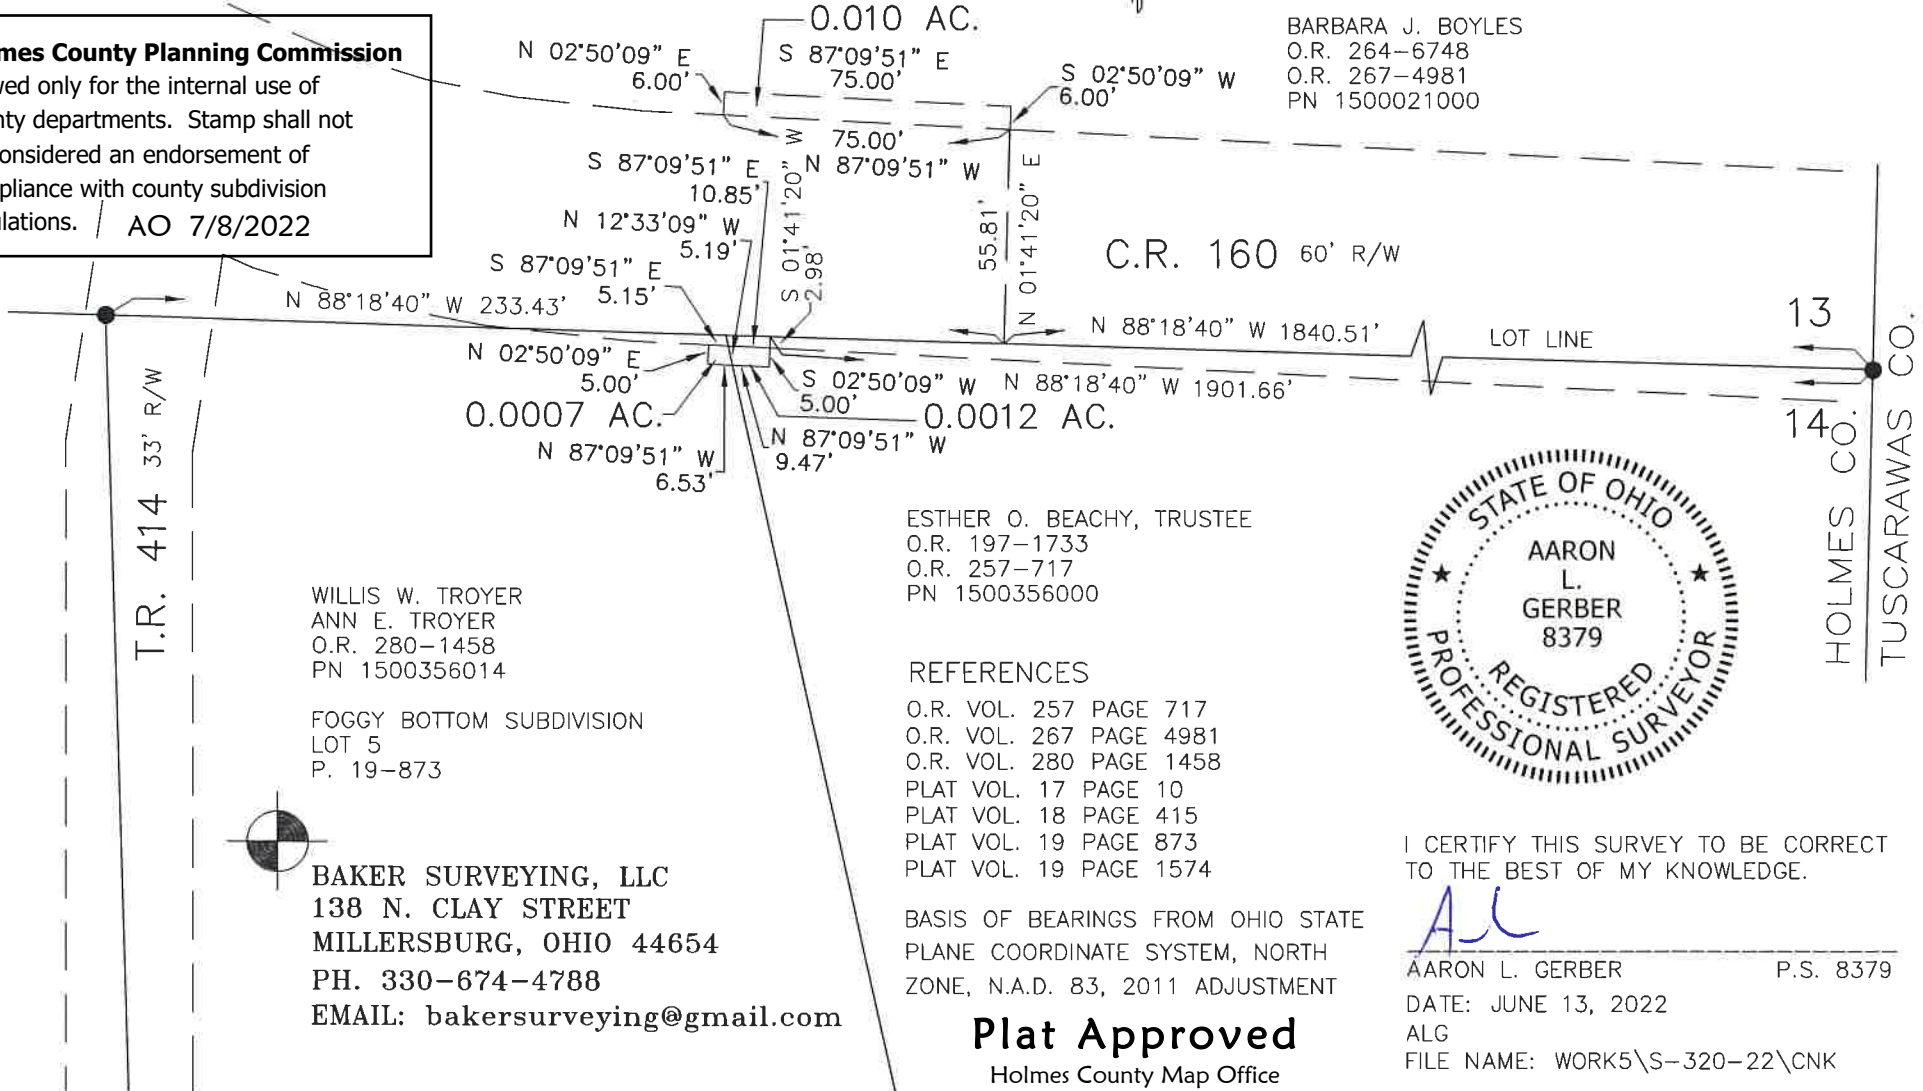 mes County Planning Commission
ved only for the internal use of
nty departments. Stamp shall not
onsidered an endorsement of
pliance with county subdivision
ulations. AO 7/8/2022
0.010 AC.
N 02°50'09" E
6.00'
S 87°09'51" E
75.00'
S 02°50'09" W
6.00'
75.00'
N 87°09'51" W
BARBARA J. BOYLES
O.R. 264-6748
O.R. 267-4981
PN 1500021000
S 87°09'51" E
10.85'
N 12°33'09" W
5.19'
S 87°09'51" E
5.15'
S 01°41'20" W
2.98'
55.81'
N 01°41'20" E
C.R. 160 60' R/W
N 88°18'40" W 233.43'
N 88°18'40" W 1840.51'
LOT LINE
13
14
N 02°50'09" E
5.00'
S 02°50'09" W
5.00'
N 88°18'40" W 1901.66'
0.0007 AC.
0.0012 AC.
N 87°09'51" W
6.53'
N 87°09'51" W
9.47'
T.R. 414 33' R/W
HOLMES CO.
TUSCARAWAS CO.
WILLIS W. TROYER
ANN E. TROYER
O.R. 280-1458
PN 1500356014
FOGGY BOTTOM SUBDIVISION
LOT 5
P. 19-873
BAKER SURVEYING, LLC
138 N. CLAY STREET
MILLERSBURG, OHIO 44654
PH. 330-674-4788
EMAIL: bakersurveying@gmail.com
ESTHER O. BEACHY, TRUSTEE
O.R. 197-1733
O.R. 257-717
PN 1500356000
REFERENCES
O.R. VOL. 257 PAGE 717
O.R. VOL. 267 PAGE 4981
O.R. VOL. 280 PAGE 1458
PLAT VOL. 17 PAGE 10
PLAT VOL. 18 PAGE 415
PLAT VOL. 19 PAGE 873
PLAT VOL. 19 PAGE 1574
BASIS OF BEARINGS FROM OHIO STATE
PLANE COORDINATE SYSTEM, NORTH
ZONE, N.A.D. 83, 2011 ADJUSTMENT
Plat Approved
Holmes County Map Office
STATE OF OHIO
AARON
L.
GERBER
8379
REGISTERED
PROFESSIONAL SURVEYOR
I CERTIFY THIS SURVEY TO BE CORRECT
TO THE BEST OF MY KNOWLEDGE.
AARON L. GERBER P.S. 8379
DATE: JUNE 13, 2022
ALG
FILE NAME: WORK5\S-320-22\CNK